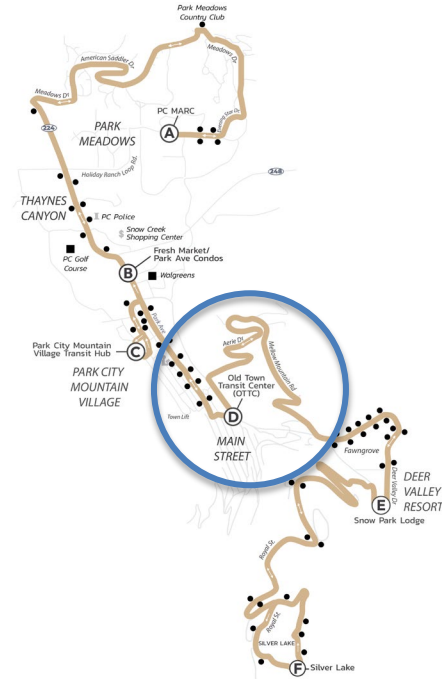 Park Meadows
Country Club
American Saddler Dr.
Meadows Dr.
Meadows Dr.
PC MARC
A
224
PARK
MEADOWS
Holiday Ranch Loop Rd.
248
THAYNES
CANYON
PC Police
Snow Creek
Shopping Center
PC Golf
Course
Fresh Market/
Park Ave Condos
B
Walgreens
Park Ave.
Park City Mountain
Village Transit Hub
C
Aerie Dr.
Mellow Mountain Rd.
PARK CITY
MOUNTAIN
VILLAGE
Old Town
Transit Center
(OTTC)
D
Town Lift
MAIN
STREET
Fawngrove
Deer Valley Dr.
DEER
VALLEY
RESORT
E
Snow Park Lodge
Royal St.
Royal St.
SILVER LAKE
F
Silver Lake